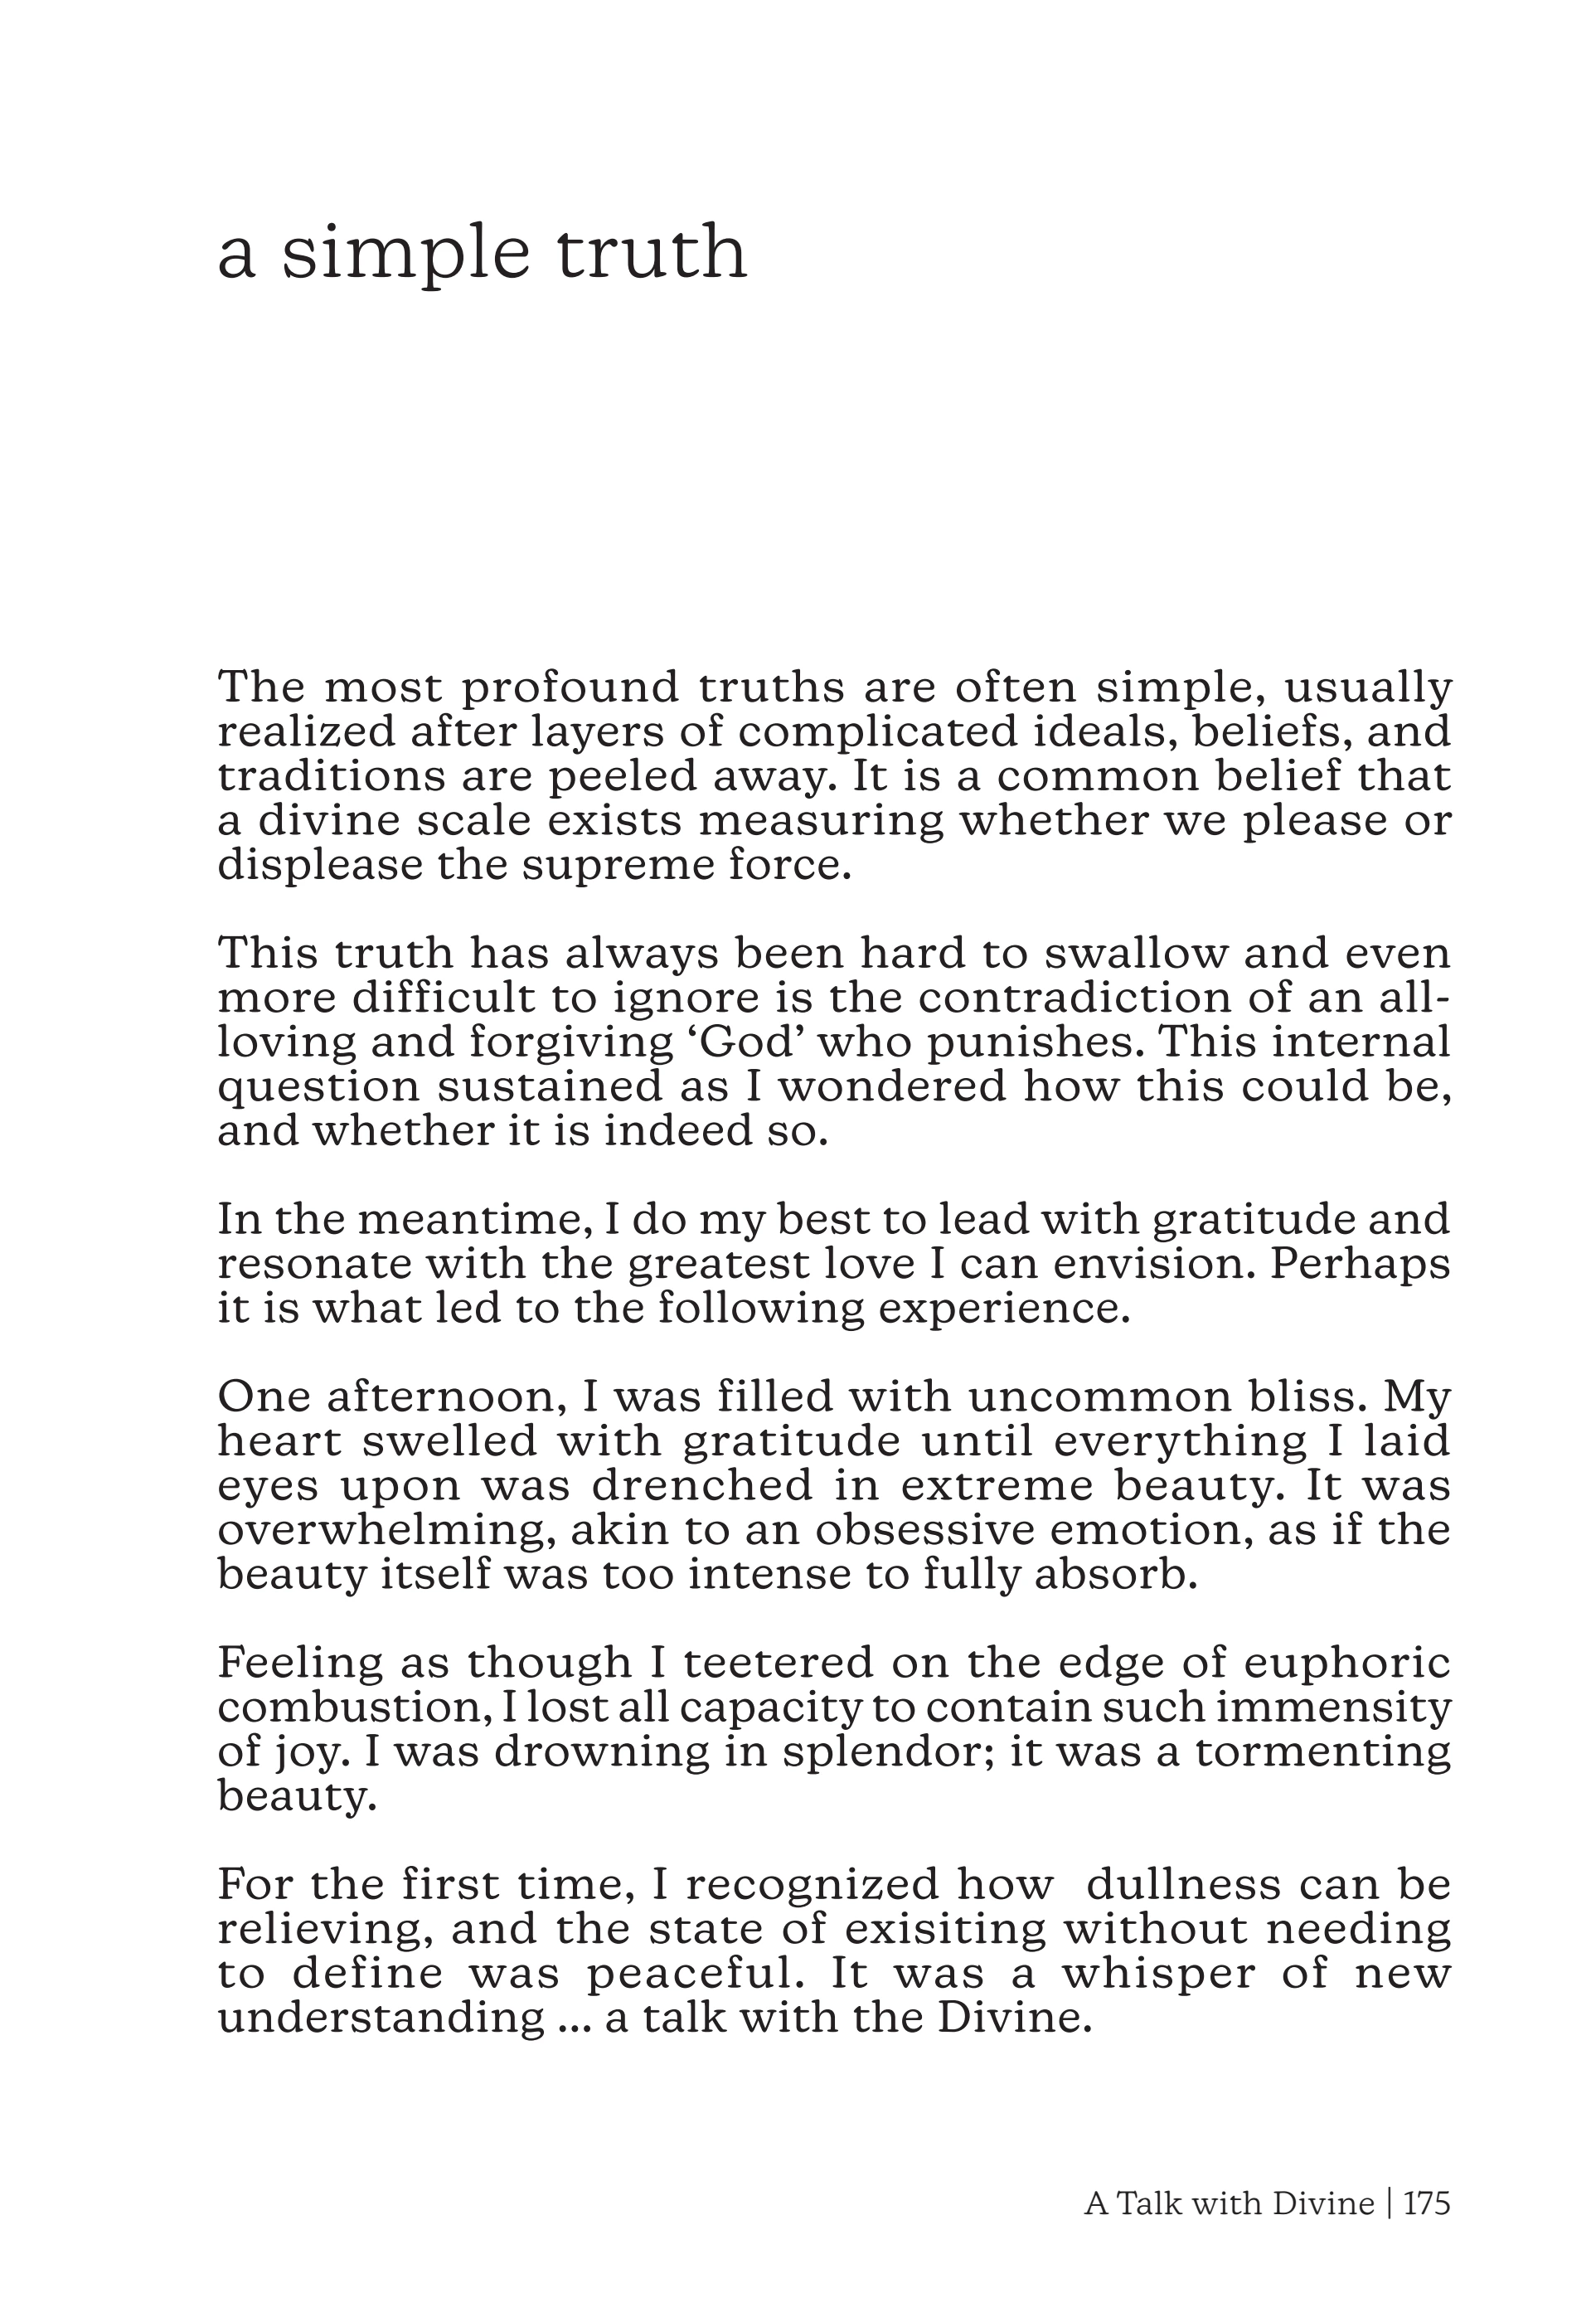 a simple truth
The most profound truths are often simple, usually
realized after layers of complicated ideals, beliefs, and
traditions are peeled away. It is a common belief that
a divine scale exists measuring whether we please or
displease the supreme force.
This truth has always been hard to swallow and even
more difficult to ignore is the contradiction of an all-
loving and forgiving ‘God’ who punishes. This internal
question sustained as I wondered how this could be,
and whether it is indeed so.
In the meantime, I do my best to lead with gratitude and
resonate with the greatest love I can envision. Perhaps
it is what led to the following experience.
One afternoon, I was filled with uncommon bliss. My
heart swelled with gratitude until everything I laid
eyes upon was drenched in extreme beauty. It was
overwhelming, akin to an obsessive emotion, as if the
beauty itself was too intense to fully absorb.
Feeling as though I teetered on the edge of euphoric
combustion, I lost all capacity to contain such immensity
of joy. I was drowning in splendor; it was a tormenting
beauty.
For the first time, I recognized how  dullness can be
relieving, and the state of exisiting without needing
to define was peaceful. It was a whisper of new
understanding ... a talk with the Divine.
A Talk with Divine | 175